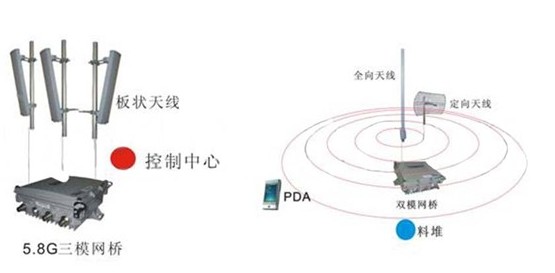 板状天线
控制中心
5.8G三模网桥
全向天线
定向天线
PDA
双模网桥
料堆